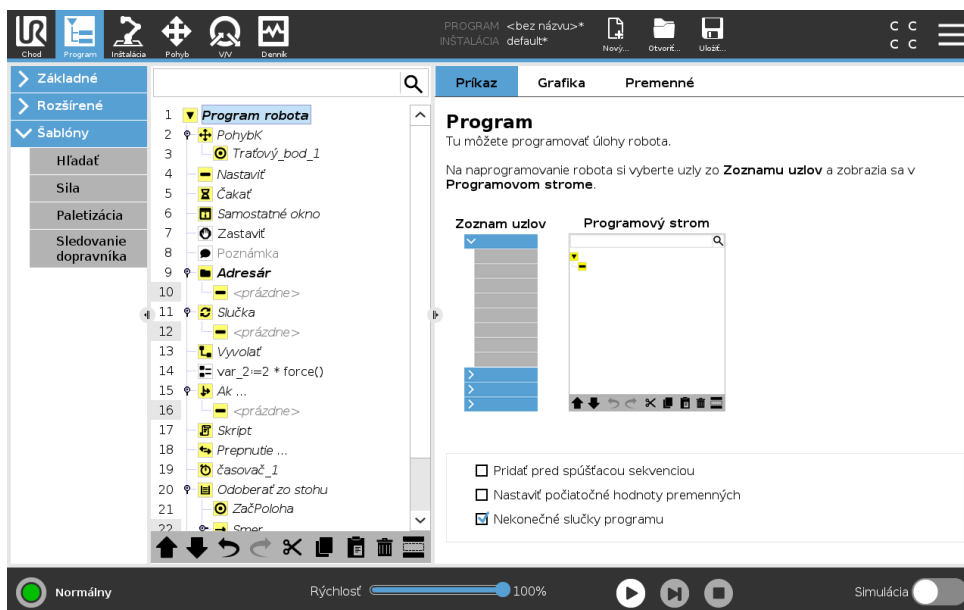 PROGRAM <bez názvu>*
INŠTALÁCIA default*
Chod Program Inštalácia Pohyb V/V Denník
Nový... Otvoriť... Uložiť...
C C
C C
Základné
Rozšírené
Šablóny
Hľadať
Sila
Paletizácia
Sledovanie
dopravníka
1 Program robota
2 PohybK
3 Traťový_bod_1
4 Nastaviť
5 Čakať
6 Samostatné okno
7 Zastaviť
8 Poznámka
9 Adresár
10 <prázdne>
11 Slučka
12 <prázdne>
13 Vyvolať
14 var_2:=2 * force()
15 Ak ...
16 <prázdne>
17 Skript
18 Prepnutie ...
19 časovač_1
20 Odoberať zo stohu
21 ZačPoloha
22 Smer
Príkaz Grafika Premenné
Program
Tu môžete programovať úlohy robota.
Na naprogramovanie robota si vyberte uzly zo Zoznamu uzlov a zobrazia sa v
Programovom strome.
Zoznam uzlov Programový strom
Pridať pred spúšťacou sekvenciou
Nastaviť počiatočné hodnoty premenných
Nekonečné slučky programu
Normálny Rýchlosť 100% Simulácia